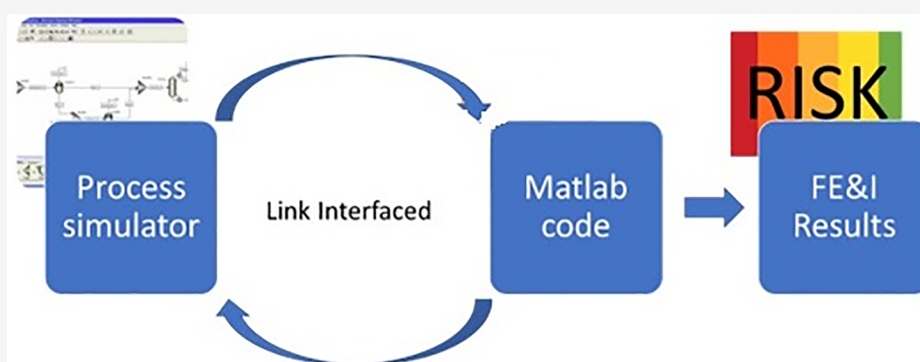 Process
simulator
Link Interfaced
Matlab
code
RISK
FE&I
Results